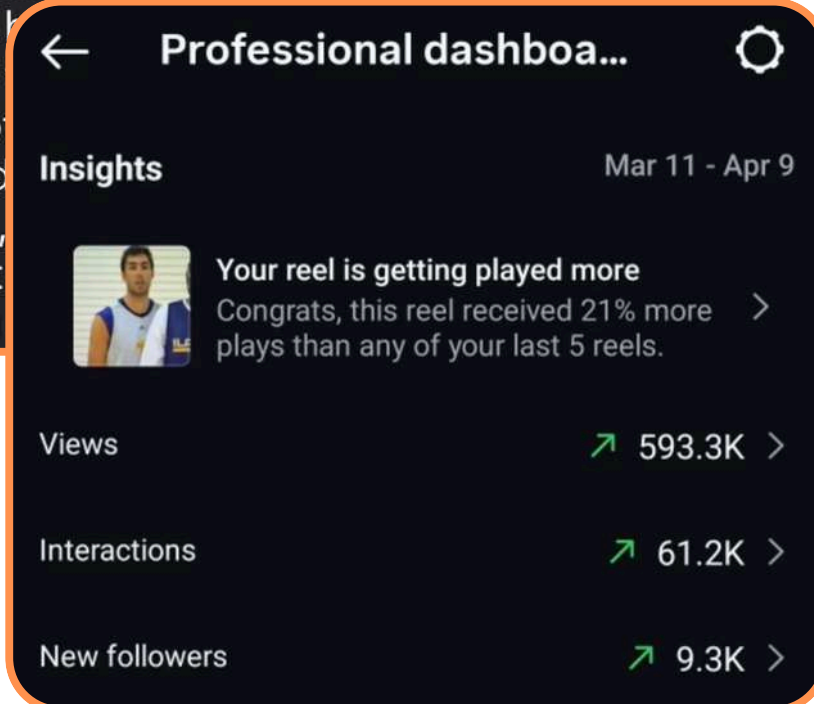 Professional dashboa...
Insights
Mar 11 - Apr 9
Your reel is getting played more
Congrats, this reel received 21% more
plays than any of your last 5 reels.
Views
593.3K
Interactions
61.2K
New followers
9.3K